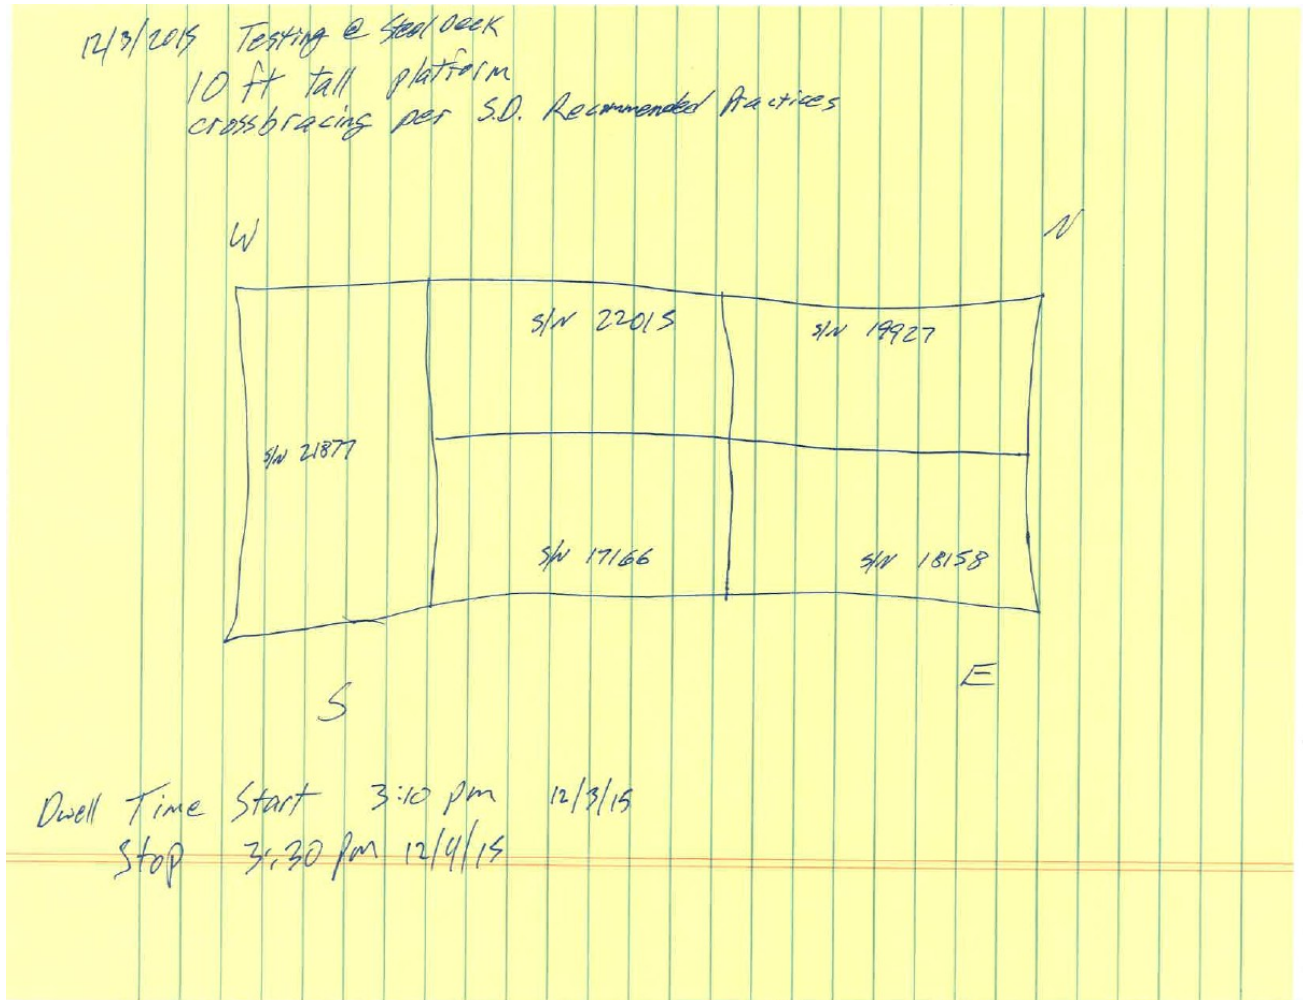 12/3/2015 Testing @ Steel Deck
10 ft tall platform
crossbracing per S.D. Recommended Practices
W
N
S/N 22015
S/N 19927
S/N 21877
S/N 17166
S/N 18158
E
S
Dwell Time Start 3:10 pm 12/3/15
Stop 3:30 pm 12/4/15